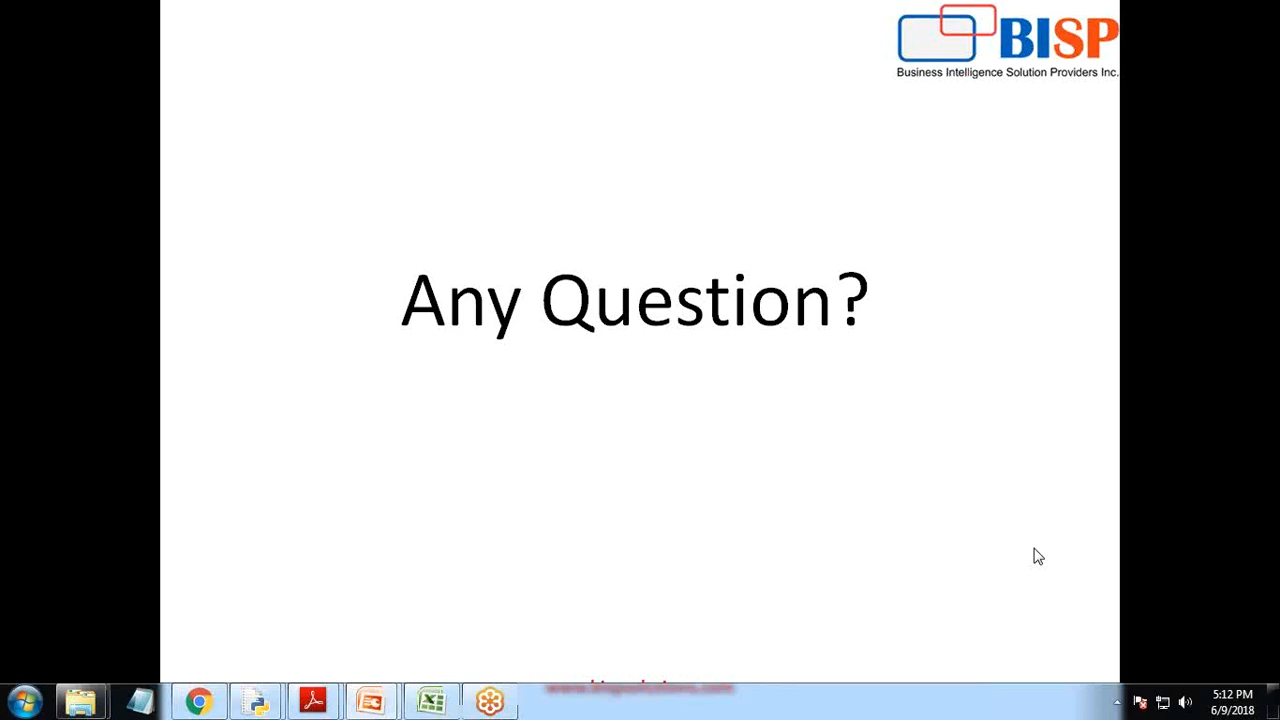 BISP
Business Intelligence Solution Providers Inc.
Any Question?
5:12 PM
6/9/2018